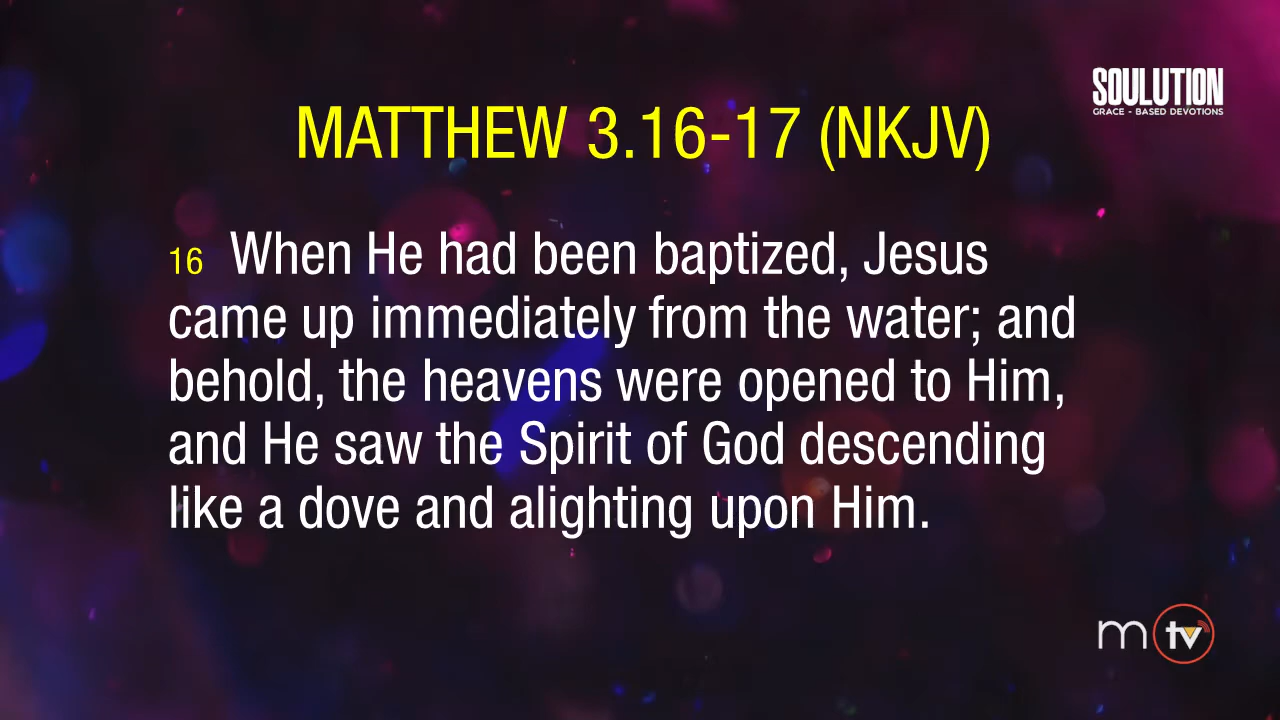 SOULUTION
GRACE - BASED DEVOTIONS
MATTHEW 3.16-17 (NKJV)
16 When He had been baptized, Jesus
came up immediately from the water; and
behold, the heavens were opened to Him,
and He saw the Spirit of God descending
like a dove and alighting upon Him.
m tv